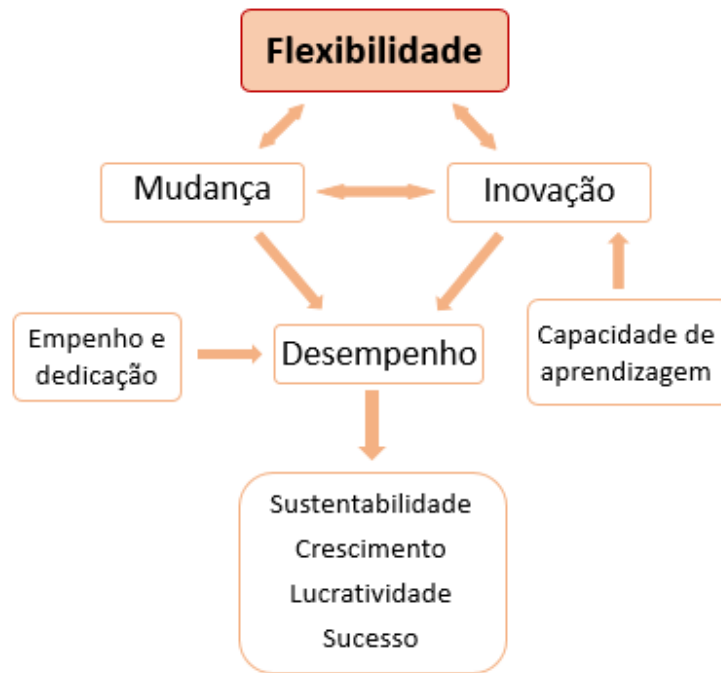 Flexibilidade
Mudança
Inovação
Empenho e
dedicação
Desempenho
Capacidade de
aprendizagem
Sustentabilidade
Crescimento
Lucratividade
Sucesso